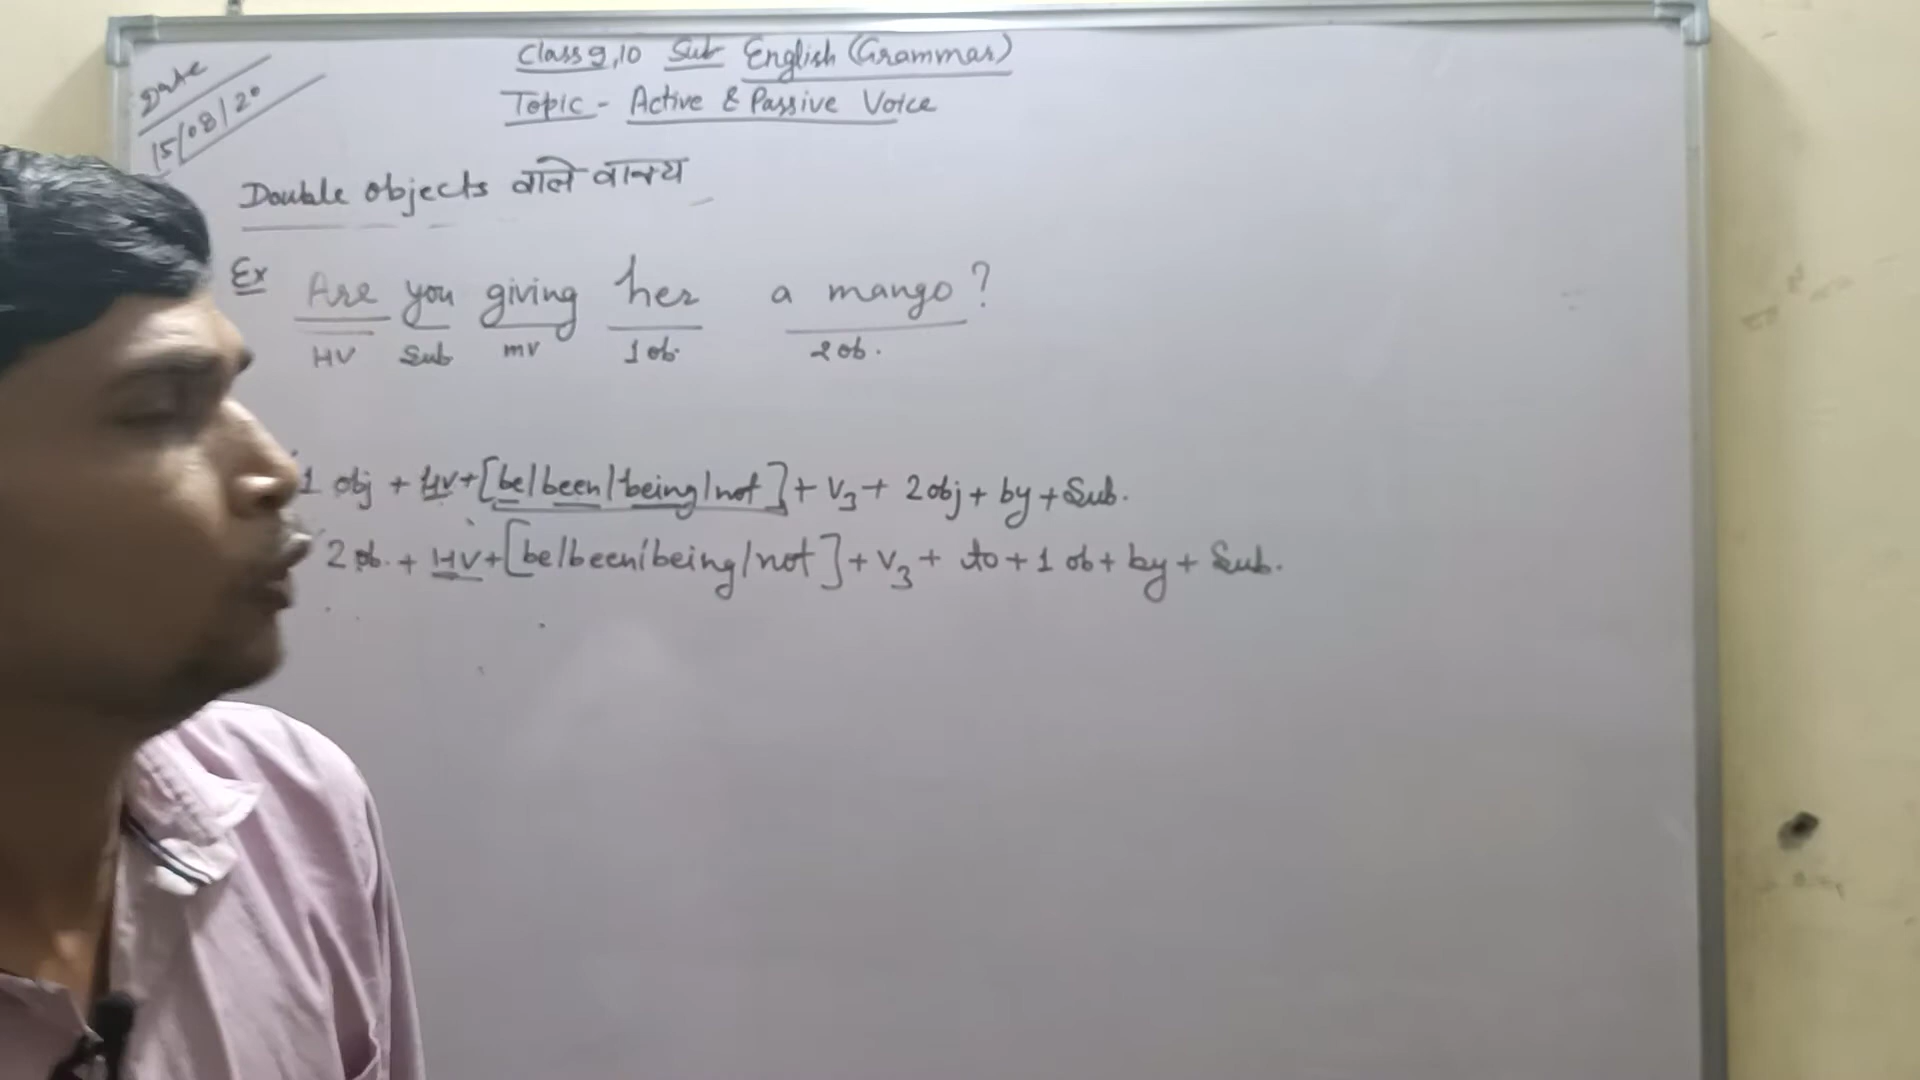 Date
15/08/20
Class 9,10 Sub English (Grammar)
Topic - Active & Passive Voice
Double objects वाले वाक्य
Ex Are you giving her a mango?
HV Sub mv 1 ob. 2 ob.
1 obj + HV+[be/been/being/not]+ V3+ 2 obj + by + Sub.
2 ob. + HV+[be/been/being/not]+ V3 + to + 1 ob + by + Sub.